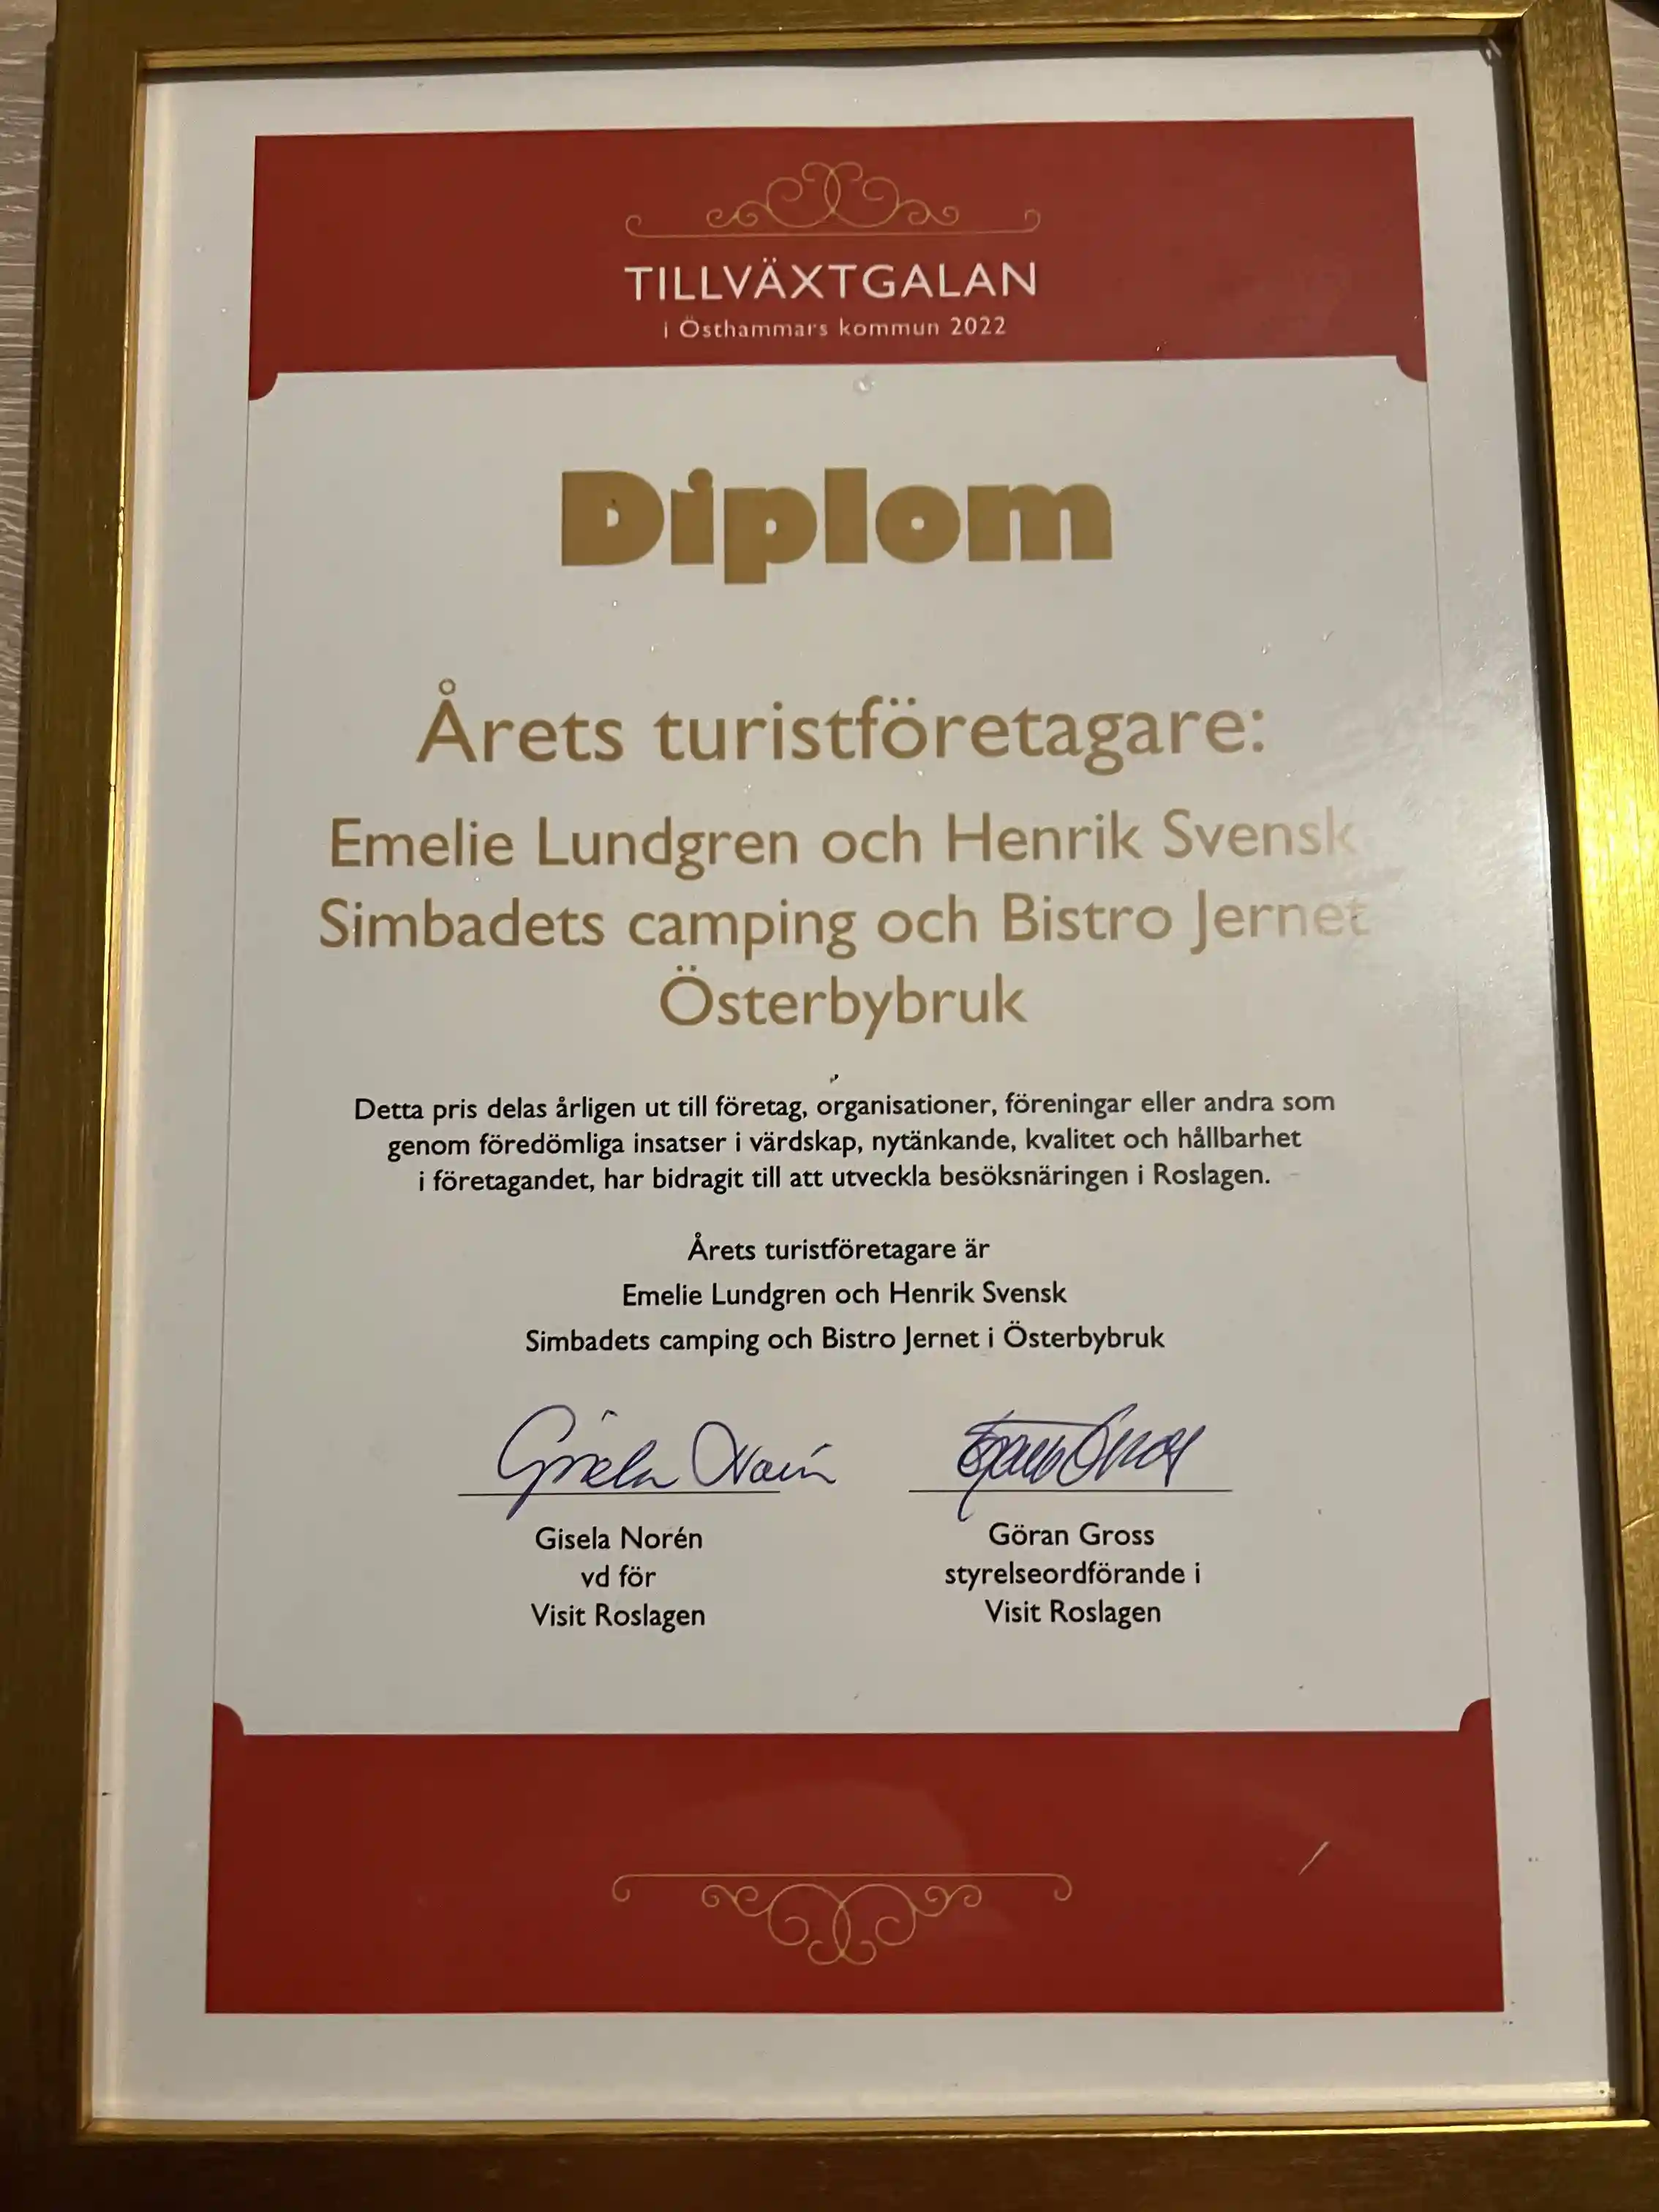 TILLVÄXTGALAN
i Östhammars kommun 2022
Diplom
Årets turistföretagare:
Emelie Lundgren och Henrik Svensk
Simbadets camping och Bistro Jernet
Österbybruk
Detta pris delas årligen ut till företag, organisationer, föreningar eller andra som
genom föredömliga insatser i värdskap, nytänkande, kvalitet och hållbarhet
i företagandet, har bidragit till att utveckla besöksnäringen i Roslagen.
Årets turistföretagare är
Emelie Lundgren och Henrik Svensk
Simbadets camping och Bistro Jernet i Österbybruk
Gisela Norén
vd för
Visit Roslagen
Göran Gross
styrelseordförande i
Visit Roslagen